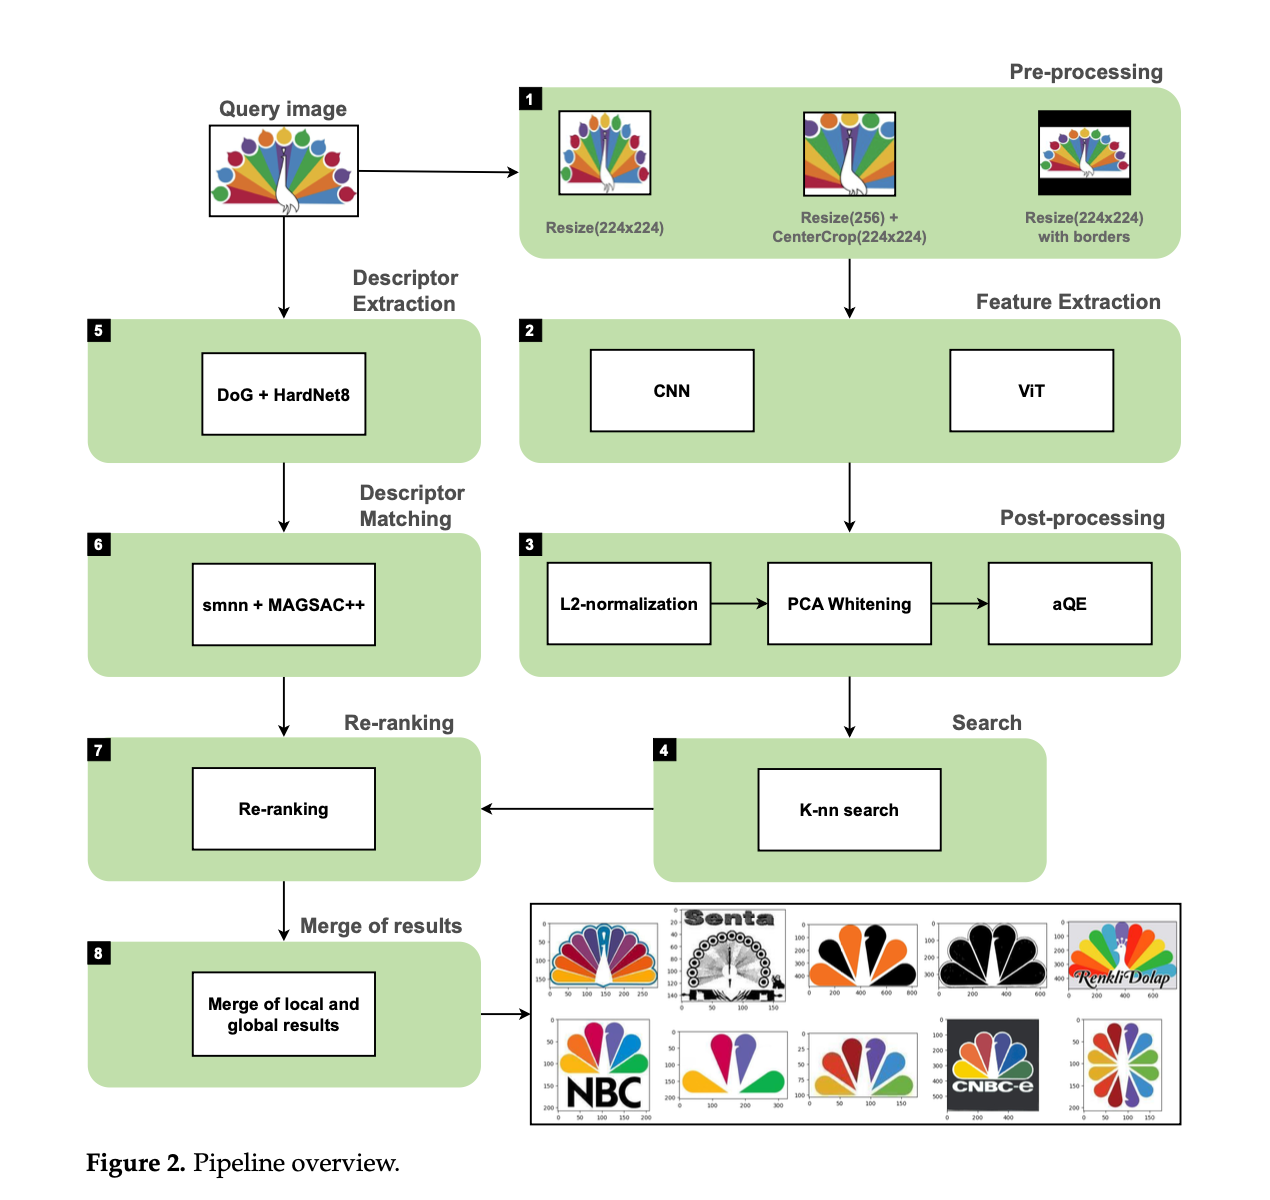 Pre-processing
Query image
1
Resize(224x224)
Resize(256) +
CenterCrop(224x224)
Resize(224x224)
with borders
Descriptor
Extraction
Feature Extraction
5
DoG + HardNet8
2
CNN
ViT
Descriptor
Matching
Post-processing
6
smnn + MAGSAC++
3
L2-normalization
PCA Whitening
aQE
Re-ranking
Search
7
Re-ranking
4
K-nn search
Merge of results
8
Merge of local and
global results
Senta
Renkli Dolap
NBC
CNBC-e
Figure 2. Pipeline overview.